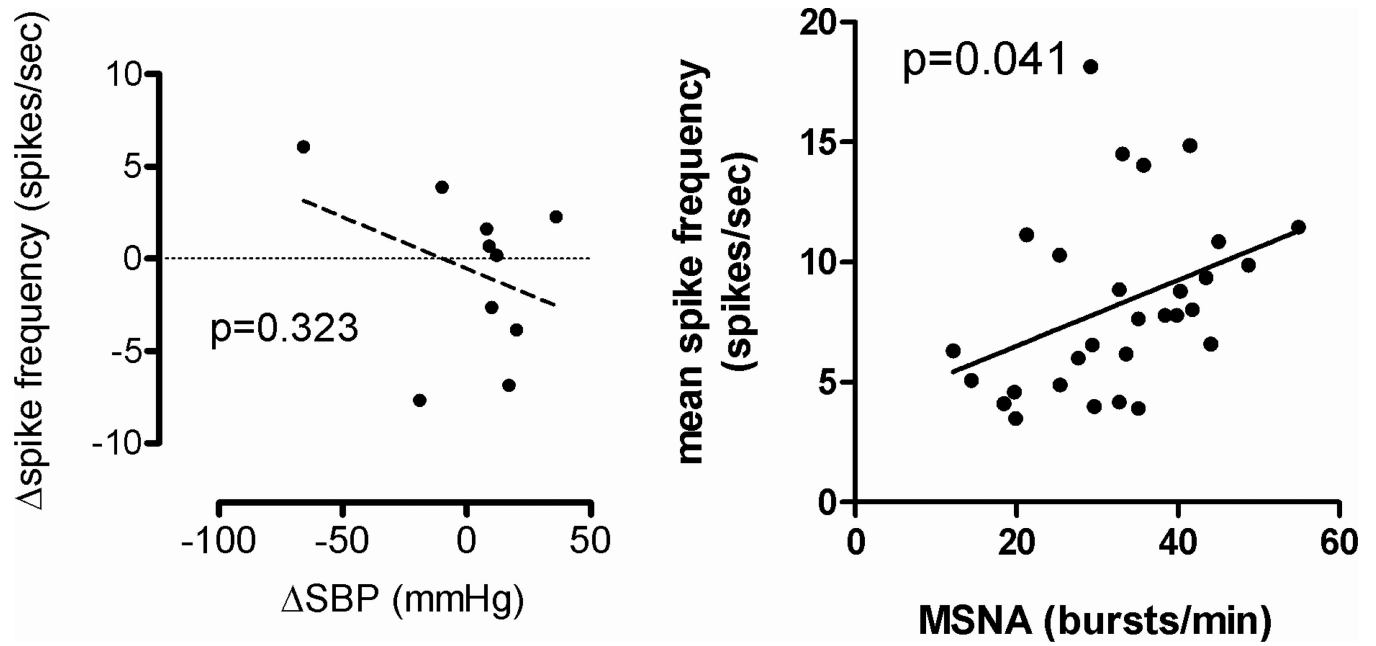 Δspike frequency (spikes/sec)
10
5
0
-5
-10
p=0.323
-100 -50 0 50
ΔSBP (mmHg)
mean spike frequency
(spikes/sec)
20
15
10
5
0
p=0.041
0 20 40 60
MSNA (bursts/min)